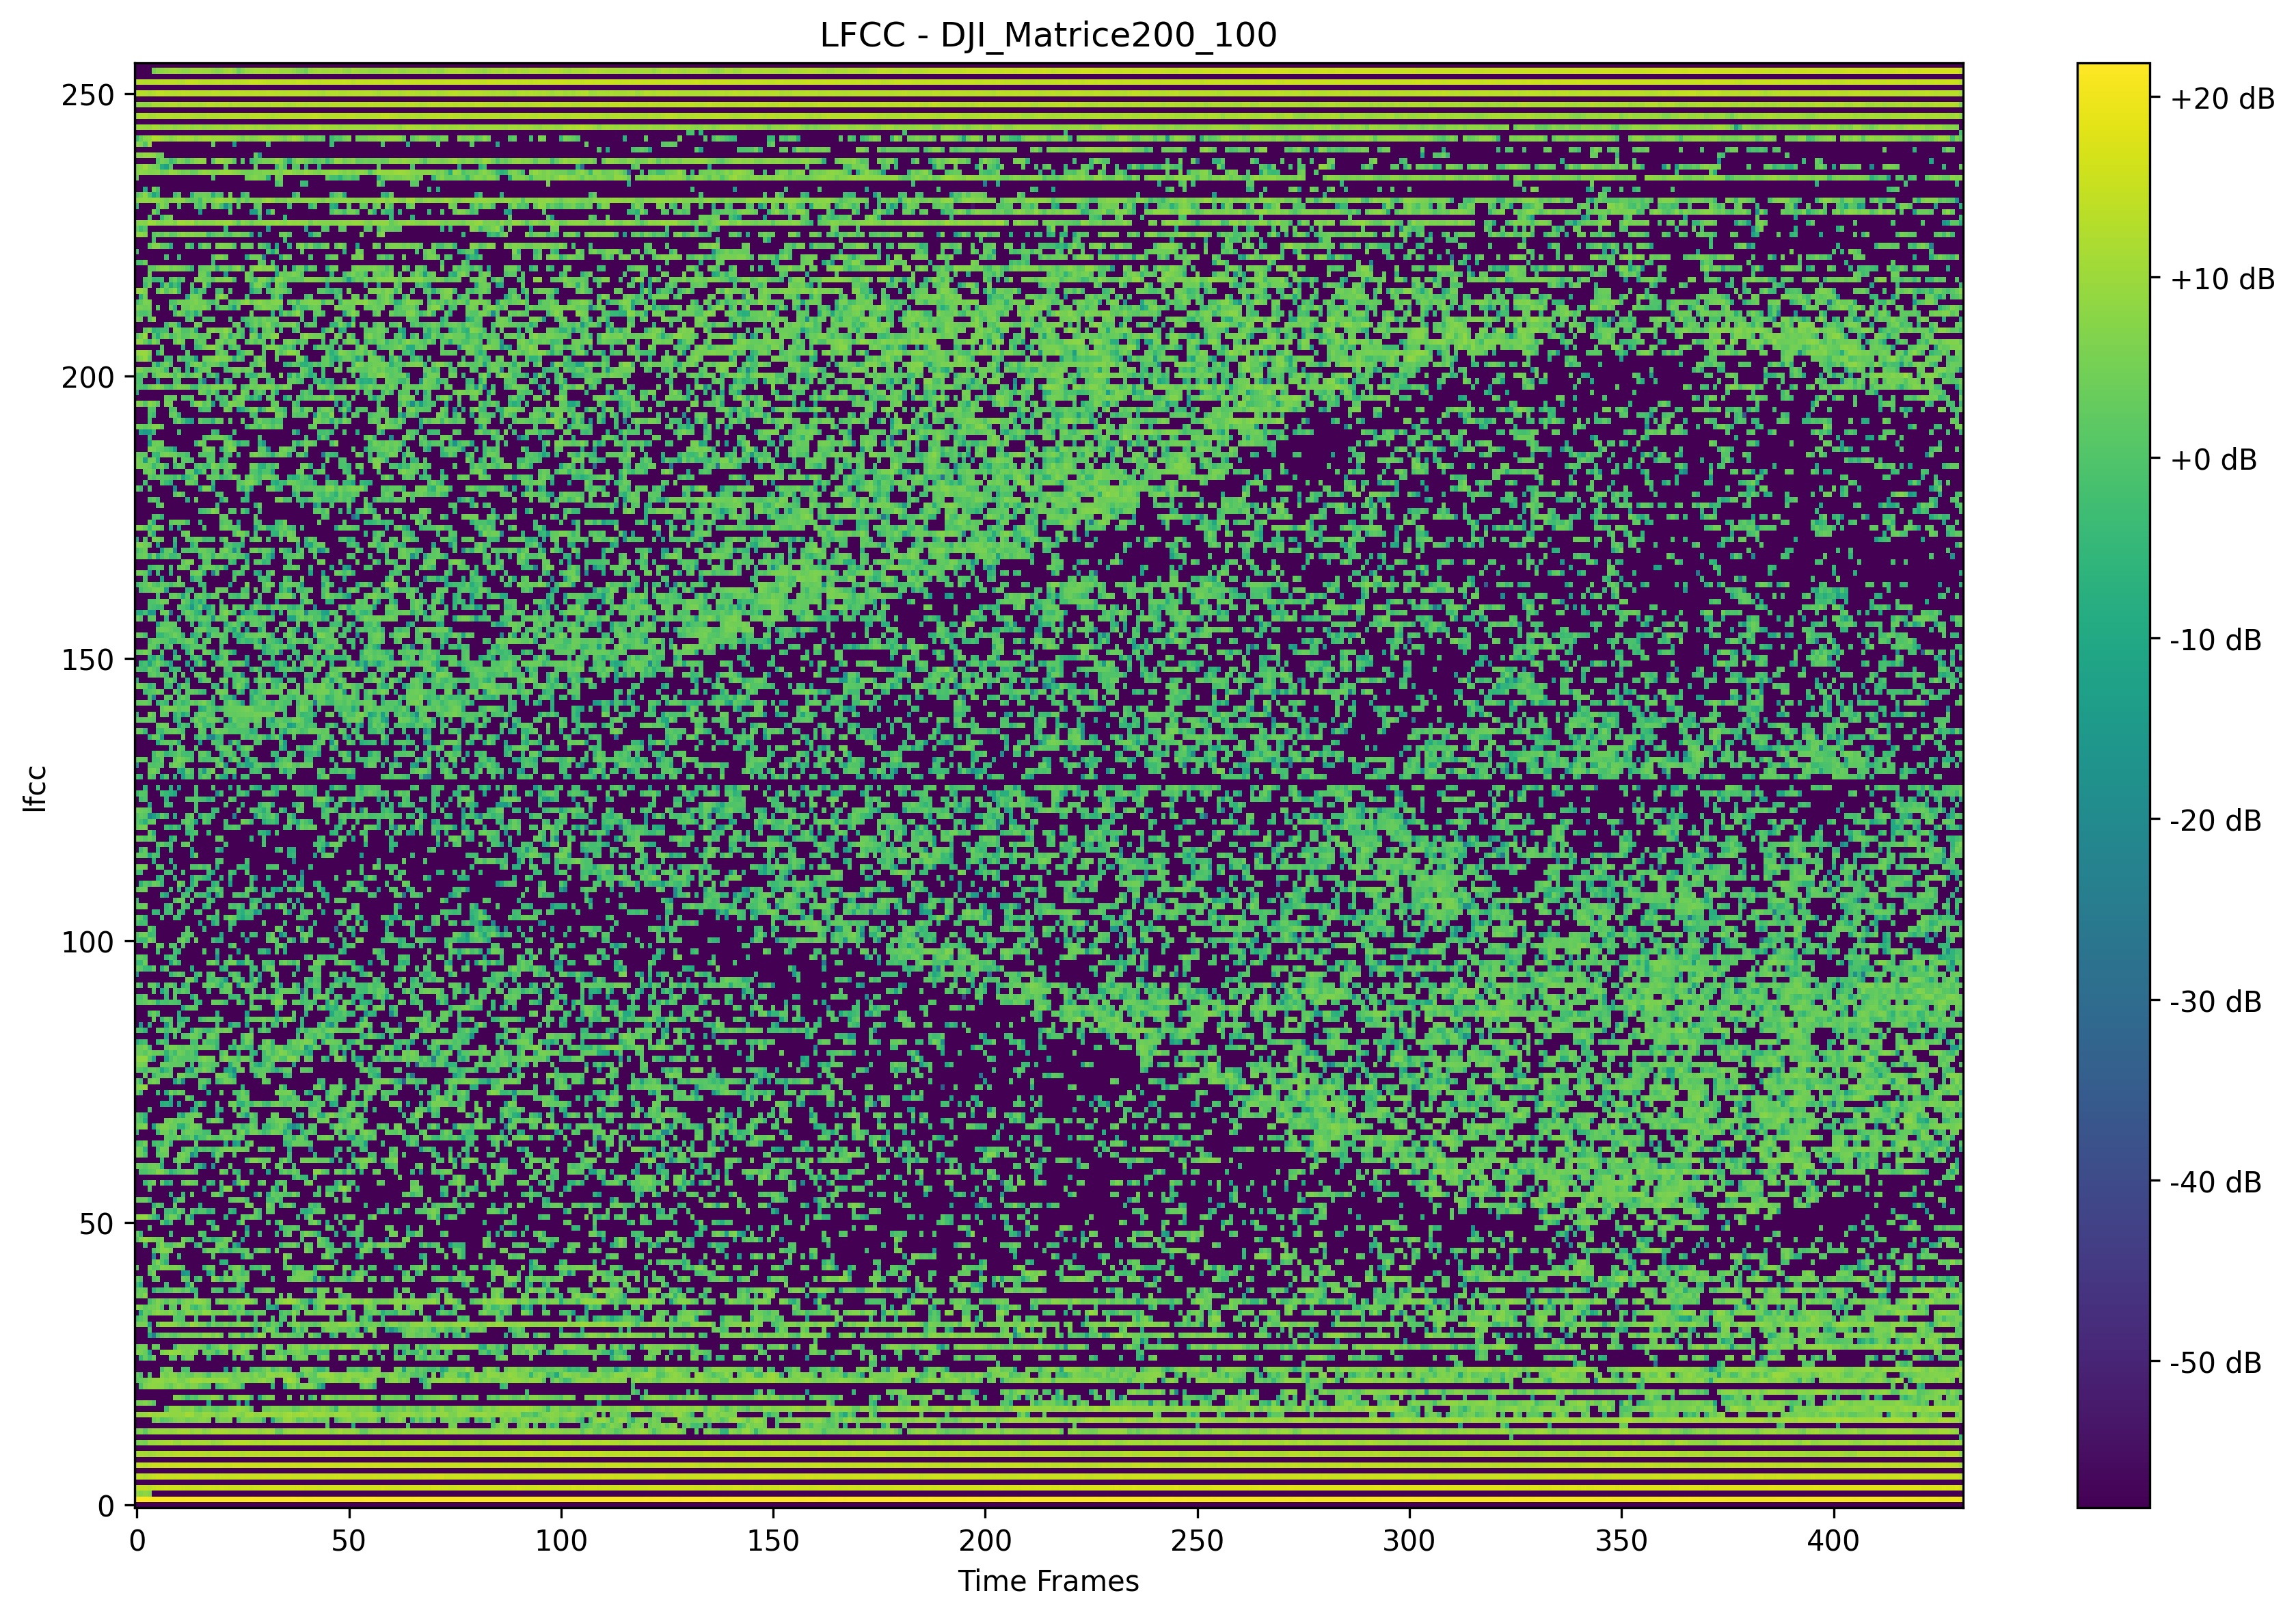 LFCC - DJI_Matrice200_100
250
200
150
100
50
0
lfcc
0 50 100 150 200 250 300 350 400
Time Frames
+20 dB
+10 dB
+0 dB
-10 dB
-20 dB
-30 dB
-40 dB
-50 dB